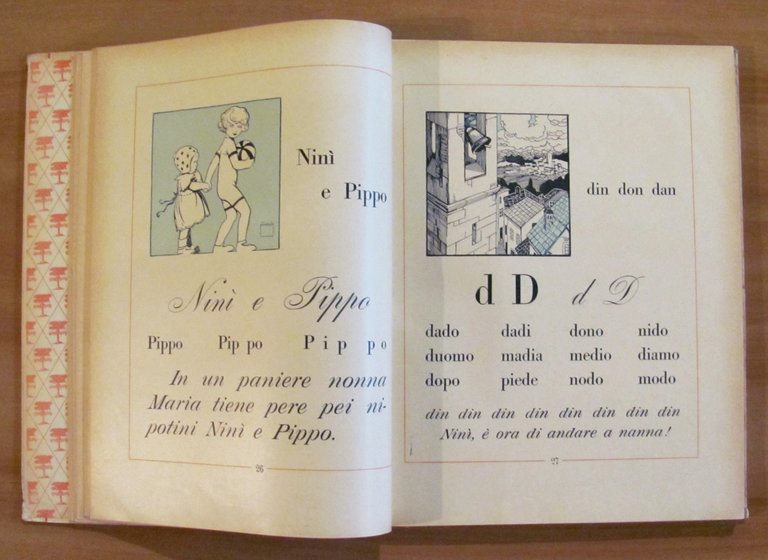 Ninì
e Pippo
Ninì e Pippo
Pippo Pip po P i p p o
In un paniere nonna
Maria tiene pere pei ni-
potini Ninì e Pippo.
26
din don dan
d D d D
dado dadi dono nido
duomo madia medio diamo
dopo piede nodo modo
din din din din din din din din
Ninì, è ora di andare a nanna!
27